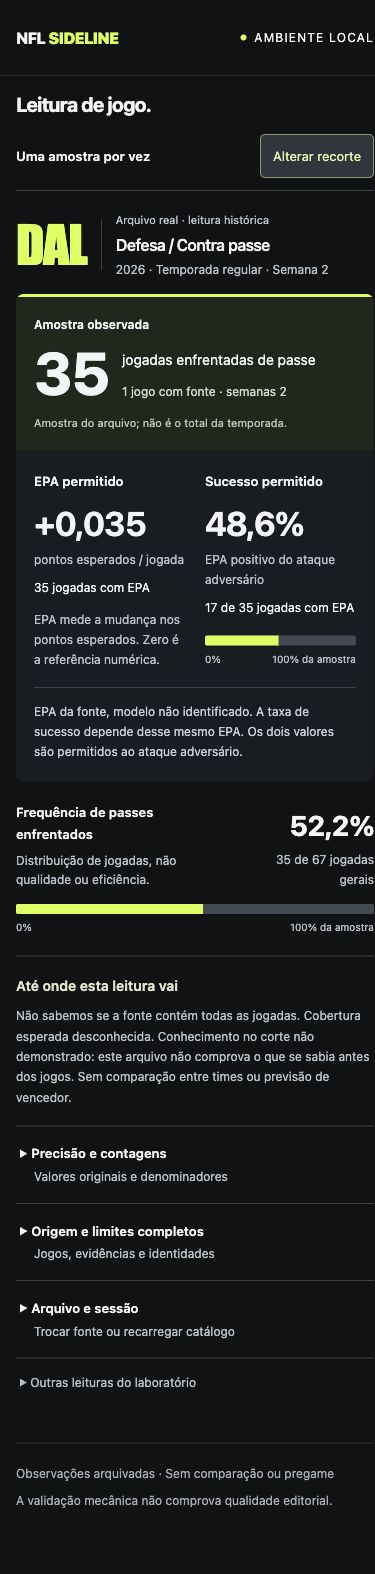 NFL SIDELINE
AMBIENTE LOCAL
Leitura de jogo.
Uma amostra por vez
Alterar recorte
DAL
Arquivo real · leitura histórica
Defesa / Contra passe
2026 · Temporada regular · Semana 2
Amostra observada
35
jogadas enfrentadas de passe
1 jogo com fonte · semanas 2
Amostra do arquivo; não é o total da temporada.
EPA permitido
+0,035
pontos esperados / jogada
35 jogadas com EPA
EPA mede a mudança nos
pontos esperados. Zero é
a referência numérica.
Sucesso permitido
48,6%
EPA positivo do ataque
adversário
17 de 35 jogadas com EPA
0%
100% da amostra
EPA da fonte, modelo não identificado. A taxa de
sucesso depende desse mesmo EPA. Os dois valores
são permitidos ao ataque adversário.
Frequência de passes
enfrentados
Distribuição de jogadas, não
qualidade ou eficiência.
52,2%
35 de 67 jogadas
gerais
0%
100% da amostra
Até onde esta leitura vai
Não sabemos se a fonte contém todas as jogadas. Cobertura
esperada desconhecida. Conhecimento no corte não
demonstrado: este arquivo não comprova o que se sabia antes
dos jogos. Sem comparação entre times ou previsão de
vencedor.
Precisão e contagens
Valores originais e denominadores
Origem e limites completos
Jogos, evidências e identidades
Arquivo e sessão
Trocar fonte ou recarregar catálogo
Outras leituras do laboratório
Observações arquivadas · Sem comparação ou pregame
A validação mecânica não comprova qualidade editorial.